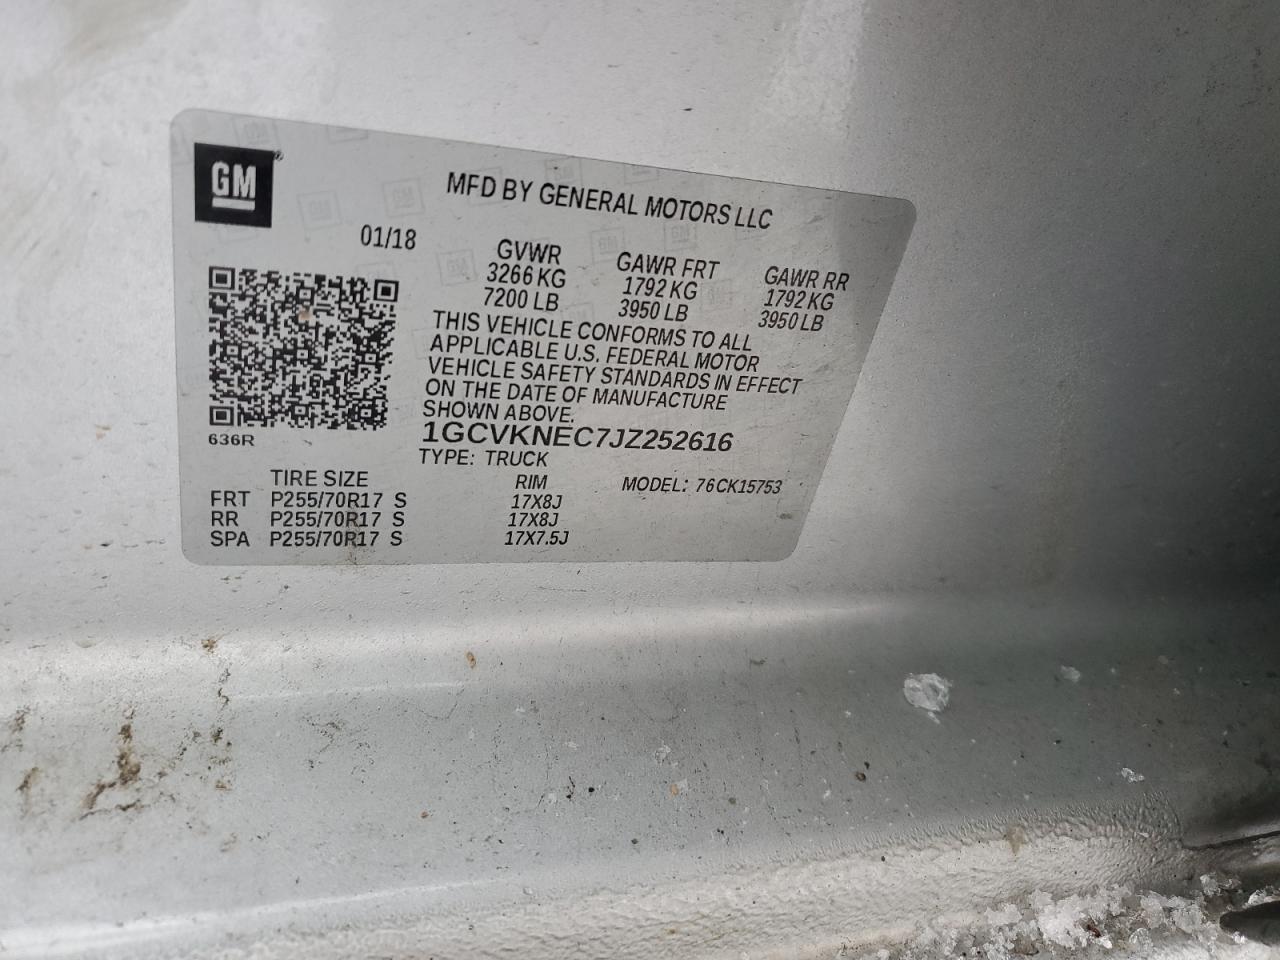 GM
MFD BY GENERAL MOTORS LLC
01/18
GVWR GAWR FRT GAWR RR
3266 KG 1792 KG 1792 KG
7200 LB 3950 LB 3950 LB
THIS VEHICLE CONFORMS TO ALL
APPLICABLE U.S. FEDERAL MOTOR
VEHICLE SAFETY STANDARDS IN EFFECT
ON THE DATE OF MANUFACTURE
SHOWN ABOVE.
636R
1GCVKNEC7JZ252616
TYPE: TRUCK
TIRE SIZE RIM MODEL: 76CK15753
FRT P255/70R17 S 17X8J
RR P255/70R17 S 17X8J
SPA P255/70R17 S 17X7.5J